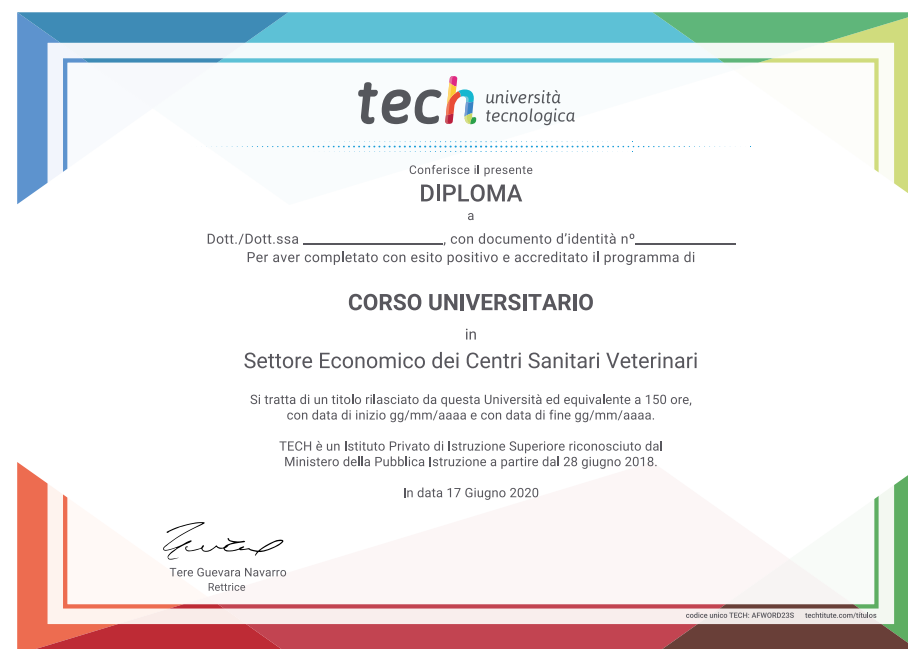 tech università
tecnologica
Conferisce il presente
DIPLOMA
a
Dott./Dott.ssa ____________________, con documento d'identità nº______________
Per aver completato con esito positivo e accreditato il programma di
CORSO UNIVERSITARIO
in
Settore Economico dei Centri Sanitari Veterinari
Si tratta di un titolo rilasciato da questa Università ed equivalente a 150 ore,
con data di inizio gg/mm/aaaa e con data di fine gg/mm/aaaa.
TECH è un Istituto Privato di Istruzione Superiore riconosciuto dal
Ministero della Pubblica Istruzione a partire dal 28 giugno 2018.
In data 17 Giugno 2020
Tere Guevara Navarro
Rettrice
codice unico TECH: AFWORD23S techtitute.com/títulos